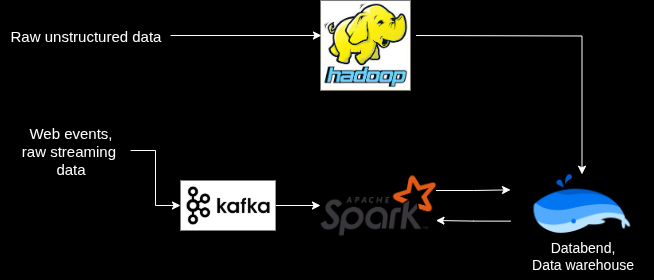 Raw unstructured data
hadoop
Web events,
raw streaming
data
kafka
APACHE
Spark
Databend,
Data warehouse